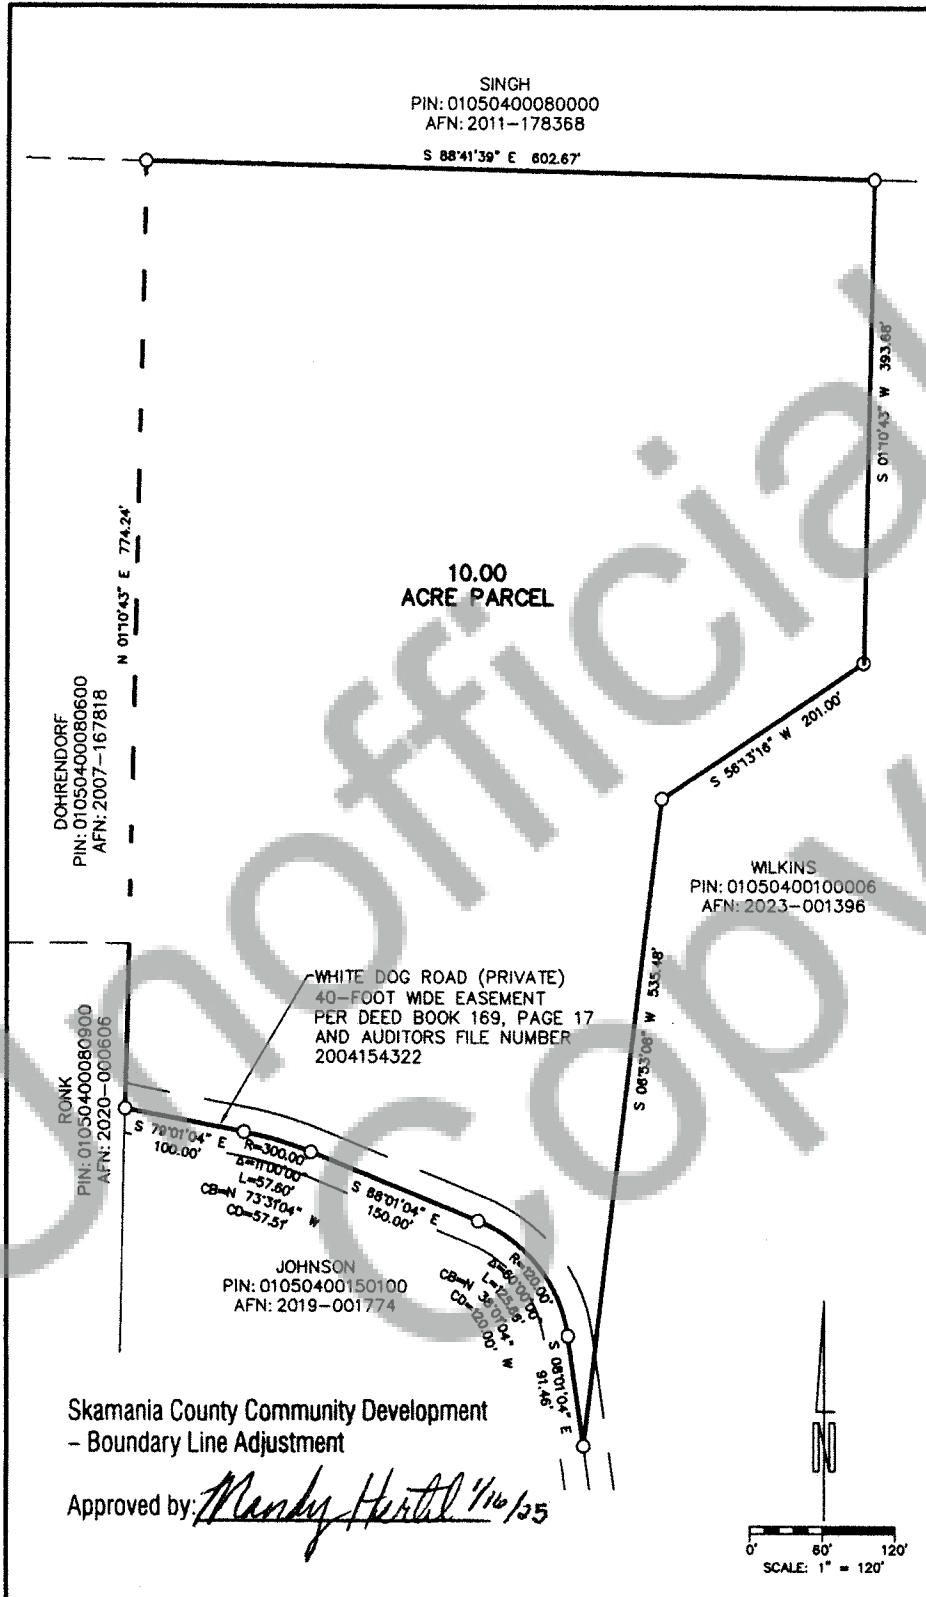 SINGH
PIN: 01050400080000
AFN: 2011-178368
S 88°41'39" E 602.67'
S 01°10'43" W 393.68'
N 01°10'43" E 774.24'
10.00
ACRE PARCEL
S 56°13'16" W 201.00'
DOHRENDORF
PIN: 01050400080600
AFN: 2007-167818
WILKINS
PIN: 01050400100006
AFN: 2023-001396
S 06°53'08" W 535.48'
WHITE DOG ROAD (PRIVATE)
40-FOOT WIDE EASEMENT
PER DEED BOOK 169, PAGE 17
AND AUDITORS FILE NUMBER
2004154322
RONK
PIN: 01050400080900
AFN: 2020-000606
S 79°01'04" E
100.00'
R=300.00'
Δ=11°00'00"
L=57.60'
CB=N 73°31'04" W
CD=57.51'
S 68°01'04" E
150.00'
R=120.00'
Δ=60°00'00"
L=125.66'
CB=N 38°01'04" W
CD=120.00'
S 08°01'04" E
91.46'
JOHNSON
PIN: 01050400150100
AFN: 2019-001774
Skamania County Community Development
– Boundary Line Adjustment
Approved by: Mandy Hertel 1/16/25
N
0' 60' 120'
SCALE: 1" = 120'
Unofficial
Copy